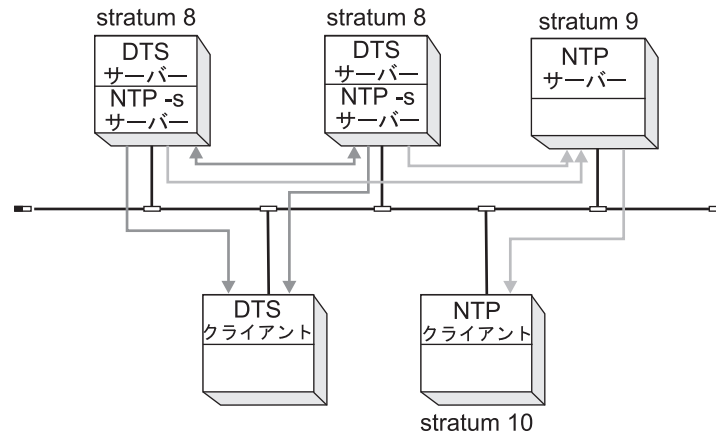 stratum 8
DTS
サーバー
NTP -s
サーバー
stratum 8
DTS
サーバー
NTP -s
サーバー
stratum 9
NTP
サーバー
DTS
クライアント
NTP
クライアント
stratum 10